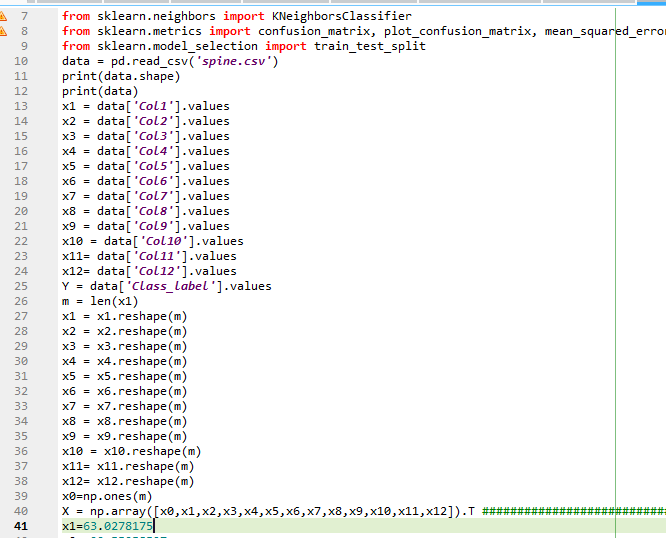 7 from sklearn.neighbors import KNeighborsClassifier
8 from sklearn.metrics import confusion_matrix, plot_confusion_matrix, mean_squared_erro
9 from sklearn.model_selection import train_test_split
10 data = pd.read_csv('spine.csv')
11 print(data.shape)
12 print(data)
13 x1 = data['Col1'].values
14 x2 = data['Col2'].values
15 x3 = data['Col3'].values
16 x4 = data['Col4'].values
17 x5 = data['Col5'].values
18 x6 = data['Col6'].values
19 x7 = data['Col7'].values
20 x8 = data['Col8'].values
21 x9 = data['Col9'].values
22 x10 = data['Col10'].values
23 x11= data['Col11'].values
24 x12= data['Col12'].values
25 Y = data['Class_label'].values
26 m = len(x1)
27 x1 = x1.reshape(m)
28 x2 = x2.reshape(m)
29 x3 = x3.reshape(m)
30 x4 = x4.reshape(m)
31 x5 = x5.reshape(m)
32 x6 = x6.reshape(m)
33 x7 = x7.reshape(m)
34 x8 = x8.reshape(m)
35 x9 = x9.reshape(m)
36 x10 = x10.reshape(m)
37 x11= x11.reshape(m)
38 x12= x12.reshape(m)
39 x0=np.ones(m)
40 X = np.array([x0,x1,x2,x3,x4,x5,x6,x7,x8,x9,x10,x11,x12]).T ##########################
41 x1=63.0278175